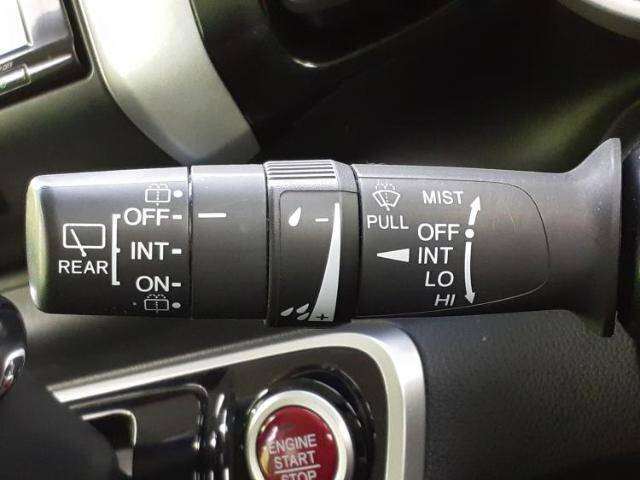 REAR
OFF
INT
ON
− 
+
PULL
MIST
OFF
INT
LO
HI
ENGINE
START
STOP